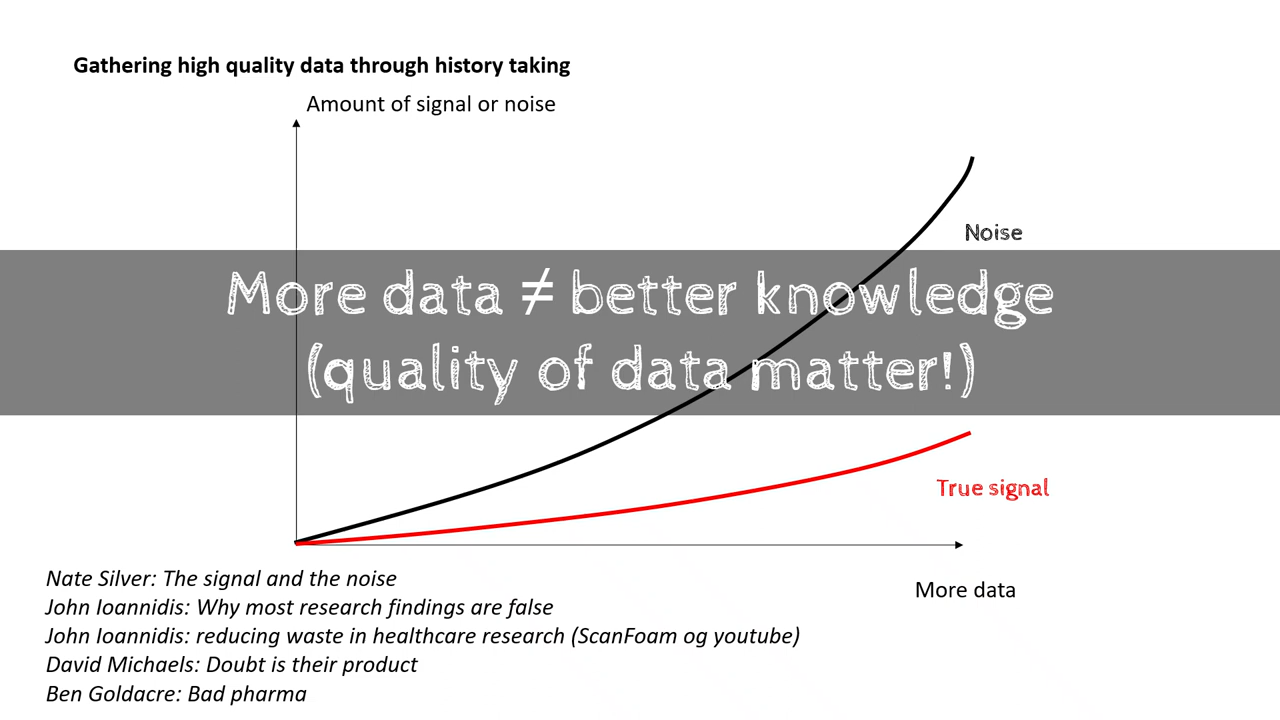 Gathering high quality data through history taking
Amount of signal or noise
Noise
More data ≠ better knowledge
(quality of data matter!)
True signal
More data
Nate Silver: The signal and the noise
John Ioannidis: Why most research findings are false
John Ioannidis: reducing waste in healthcare research (ScanFoam og youtube)
David Michaels: Doubt is their product
Ben Goldacre: Bad pharma